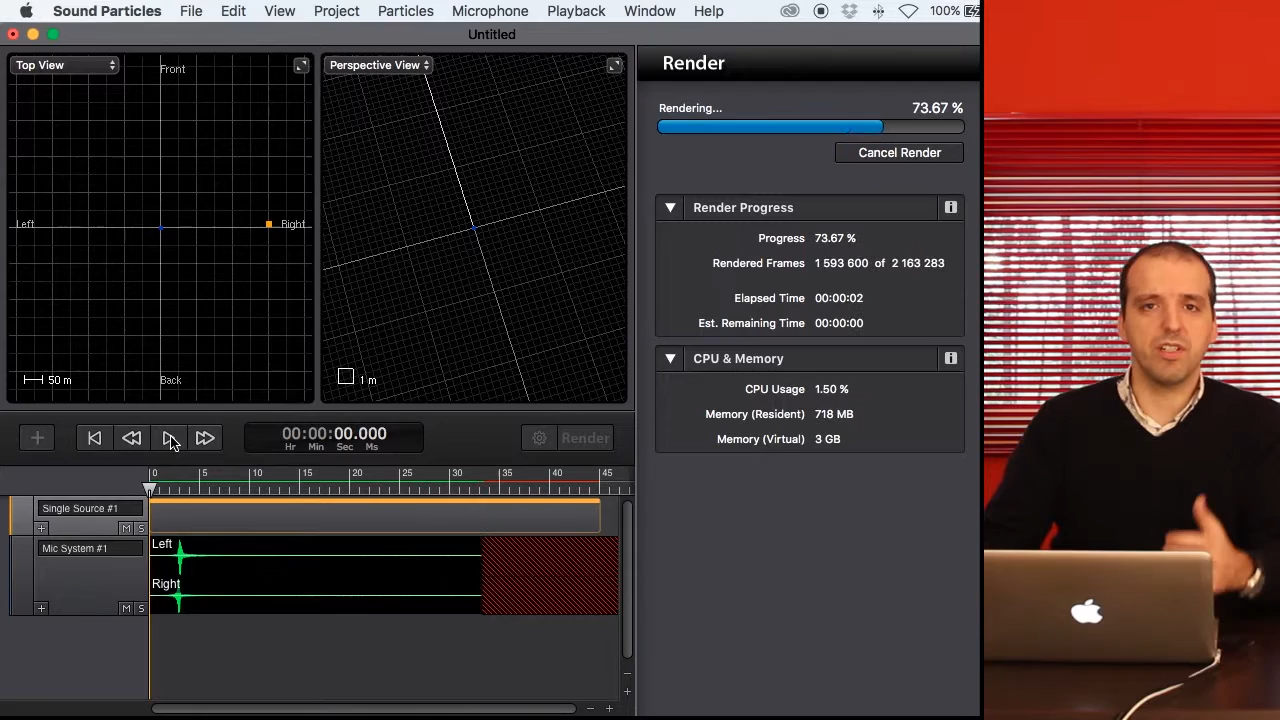 Sound Particles File Edit View Project Particles Microphone Playback Window Help 100%
Untitled
Top View
Front
Left
Right
50 m
Back
Perspective View
1 m
Render
Rendering... 73.67 %
Cancel Render
Render Progress
Progress 73.67 %
Rendered Frames 1 593 600 of 2 163 283
Elapsed Time 00:00:02
Est. Remaining Time 00:00:00
CPU & Memory
CPU Usage 1.50 %
Memory (Resident) 718 MB
Memory (Virtual) 3 GB
00:00:00.000
Hr Min Sec Ms
Render
0 5 10 15 20 25 30 35 40 45
Single Source #1
M S
Mic System #1
Left
Right
M S